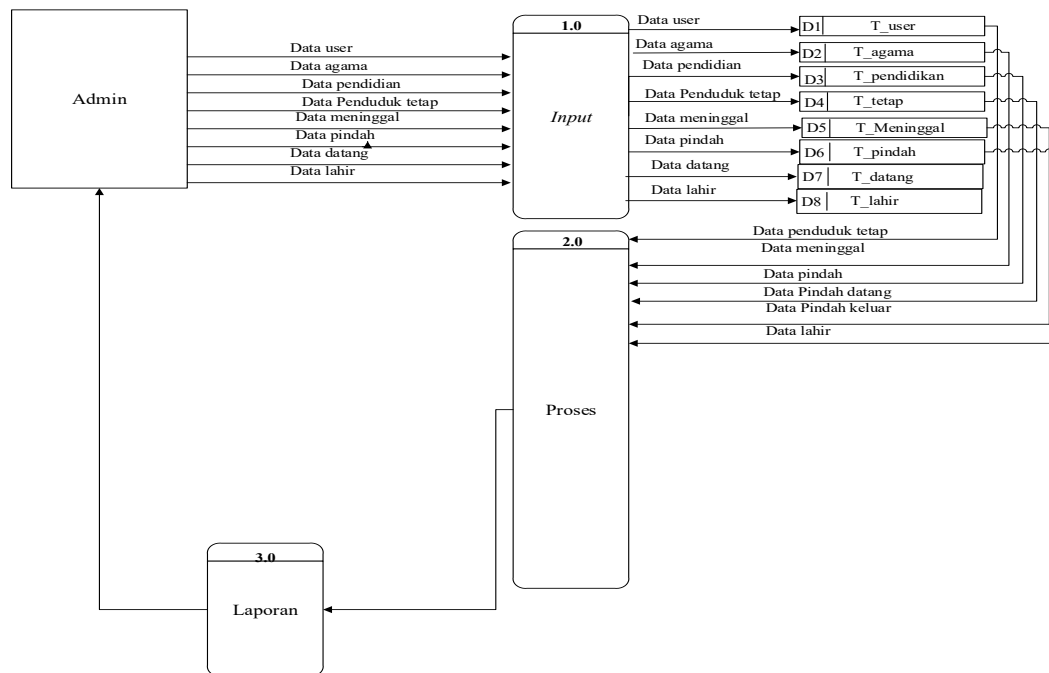 Admin
Data user
Data agama
Data pendidian
Data Penduduk tetap
Data meninggal
Data pindah
Data datang
Data lahir
1.0
Input
Data user
Data agama
Data pendidian
Data Penduduk tetap
Data meninggal
Data pindah
Data datang
Data lahir
D1 T_user
D2 T_agama
D3 T_pendidikan
D4 T_tetap
D5 T_Meninggal
D6 T_pindah
D7 T_datang
D8 T_lahir
2.0
Proses
Data penduduk tetap
Data meninggal
Data pindah
Data Pindah datang
Data Pindah keluar
Data lahir
3.0
Laporan